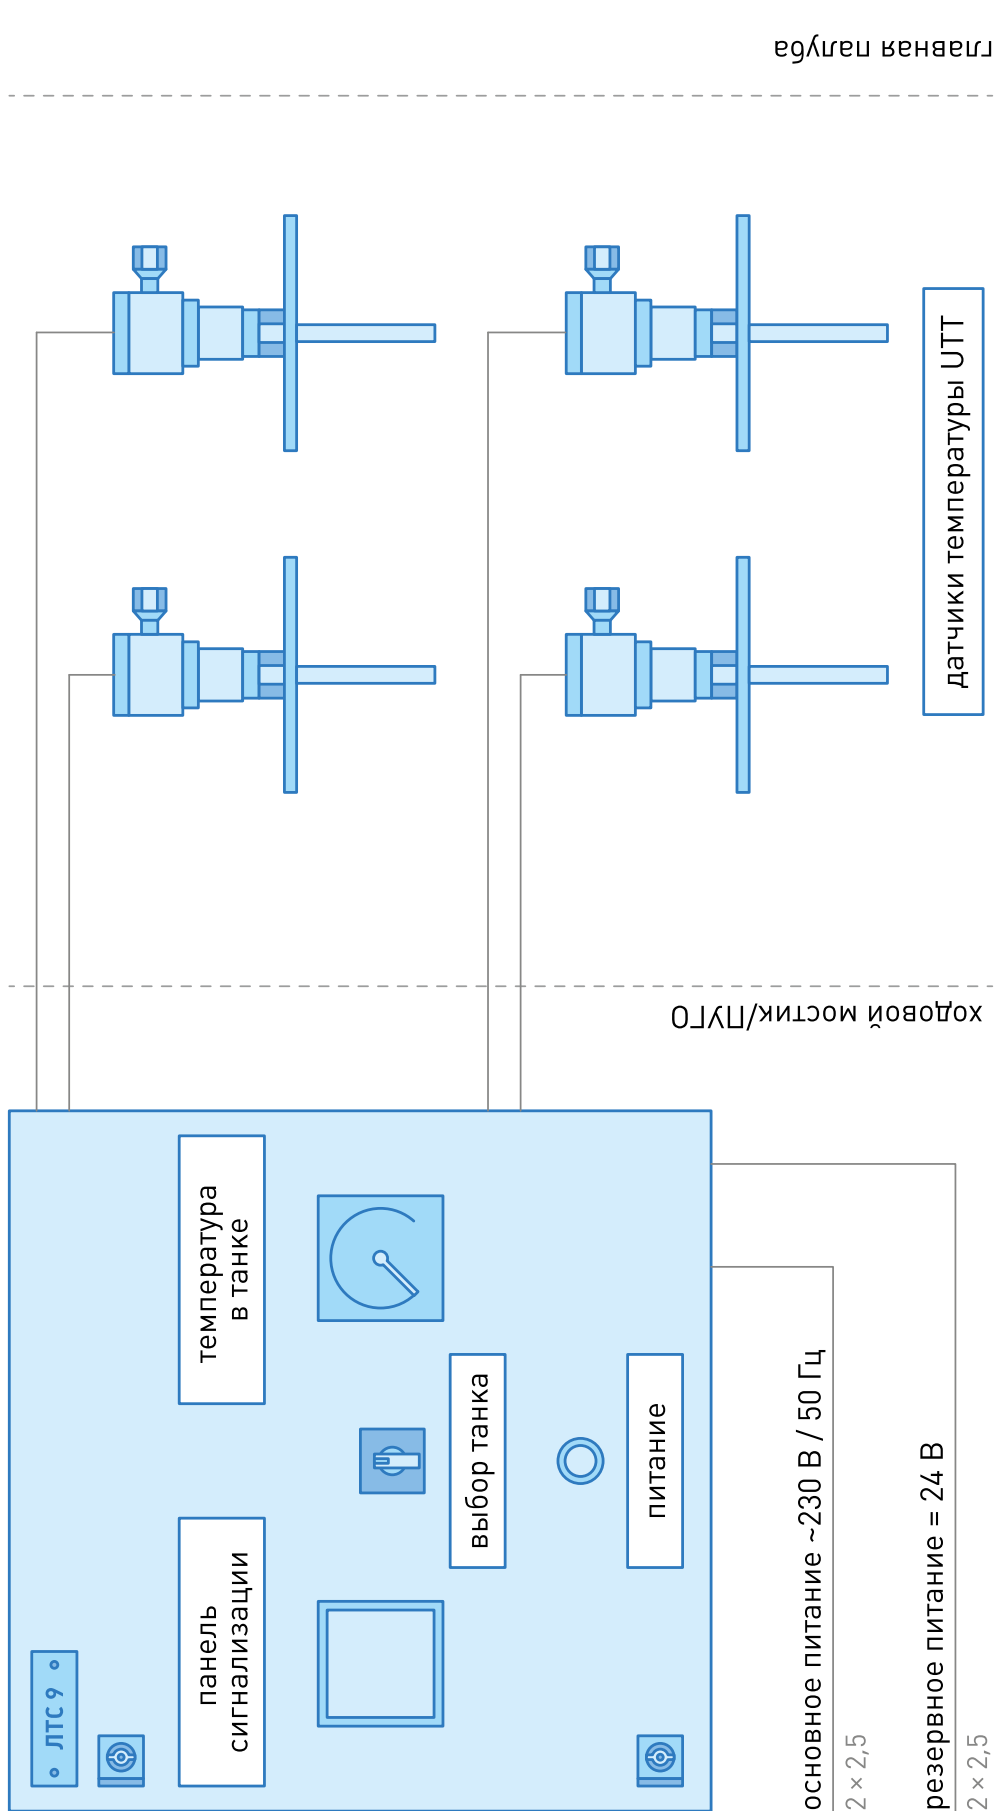 главная палуба
датчики температуры UTT
ходовой мостик/ПУГО
температура
в танке
выбор танка
питание
панель
сигнализации
ЛТС 9
основное питание ~230 В / 50 Гц
2 × 2,5
резервное питание = 24 В
2 × 2,5